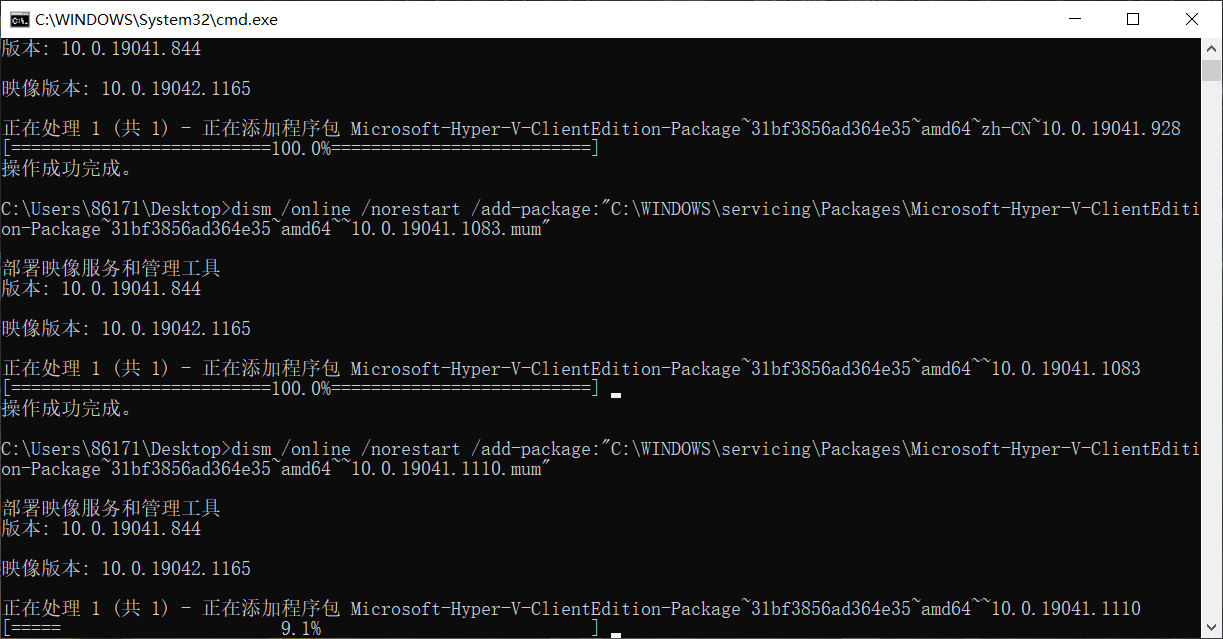 C:\WINDOWS\System32\cmd.exe
版本: 10.0.19041.844
映像版本: 10.0.19042.1165
正在处理 1 (共 1) - 正在添加程序包 Microsoft-Hyper-V-ClientEdition-Package~31bf3856ad364e35~amd64~zh-CN~10.0.19041.928
[==========================100.0%==========================]
操作成功完成。
C:\Users\86171\Desktop>dism /online /norestart /add-package:"C:\WINDOWS\servicing\Packages\Microsoft-Hyper-V-ClientEditi
on-Package~31bf3856ad364e35~amd64~~10.0.19041.1083.mum"
部署映像服务和管理工具
版本: 10.0.19041.844
映像版本: 10.0.19042.1165
正在处理 1 (共 1) - 正在添加程序包 Microsoft-Hyper-V-ClientEdition-Package~31bf3856ad364e35~amd64~~10.0.19041.1083
[==========================100.0%==========================]
操作成功完成。
C:\Users\86171\Desktop>dism /online /norestart /add-package:"C:\WINDOWS\servicing\Packages\Microsoft-Hyper-V-ClientEditi
on-Package~31bf3856ad364e35~amd64~~10.0.19041.1110.mum"
部署映像服务和管理工具
版本: 10.0.19041.844
映像版本: 10.0.19042.1165
正在处理 1 (共 1) - 正在添加程序包 Microsoft-Hyper-V-ClientEdition-Package~31bf3856ad364e35~amd64~~10.0.19041.1110
[=====                      9.1%                           ]